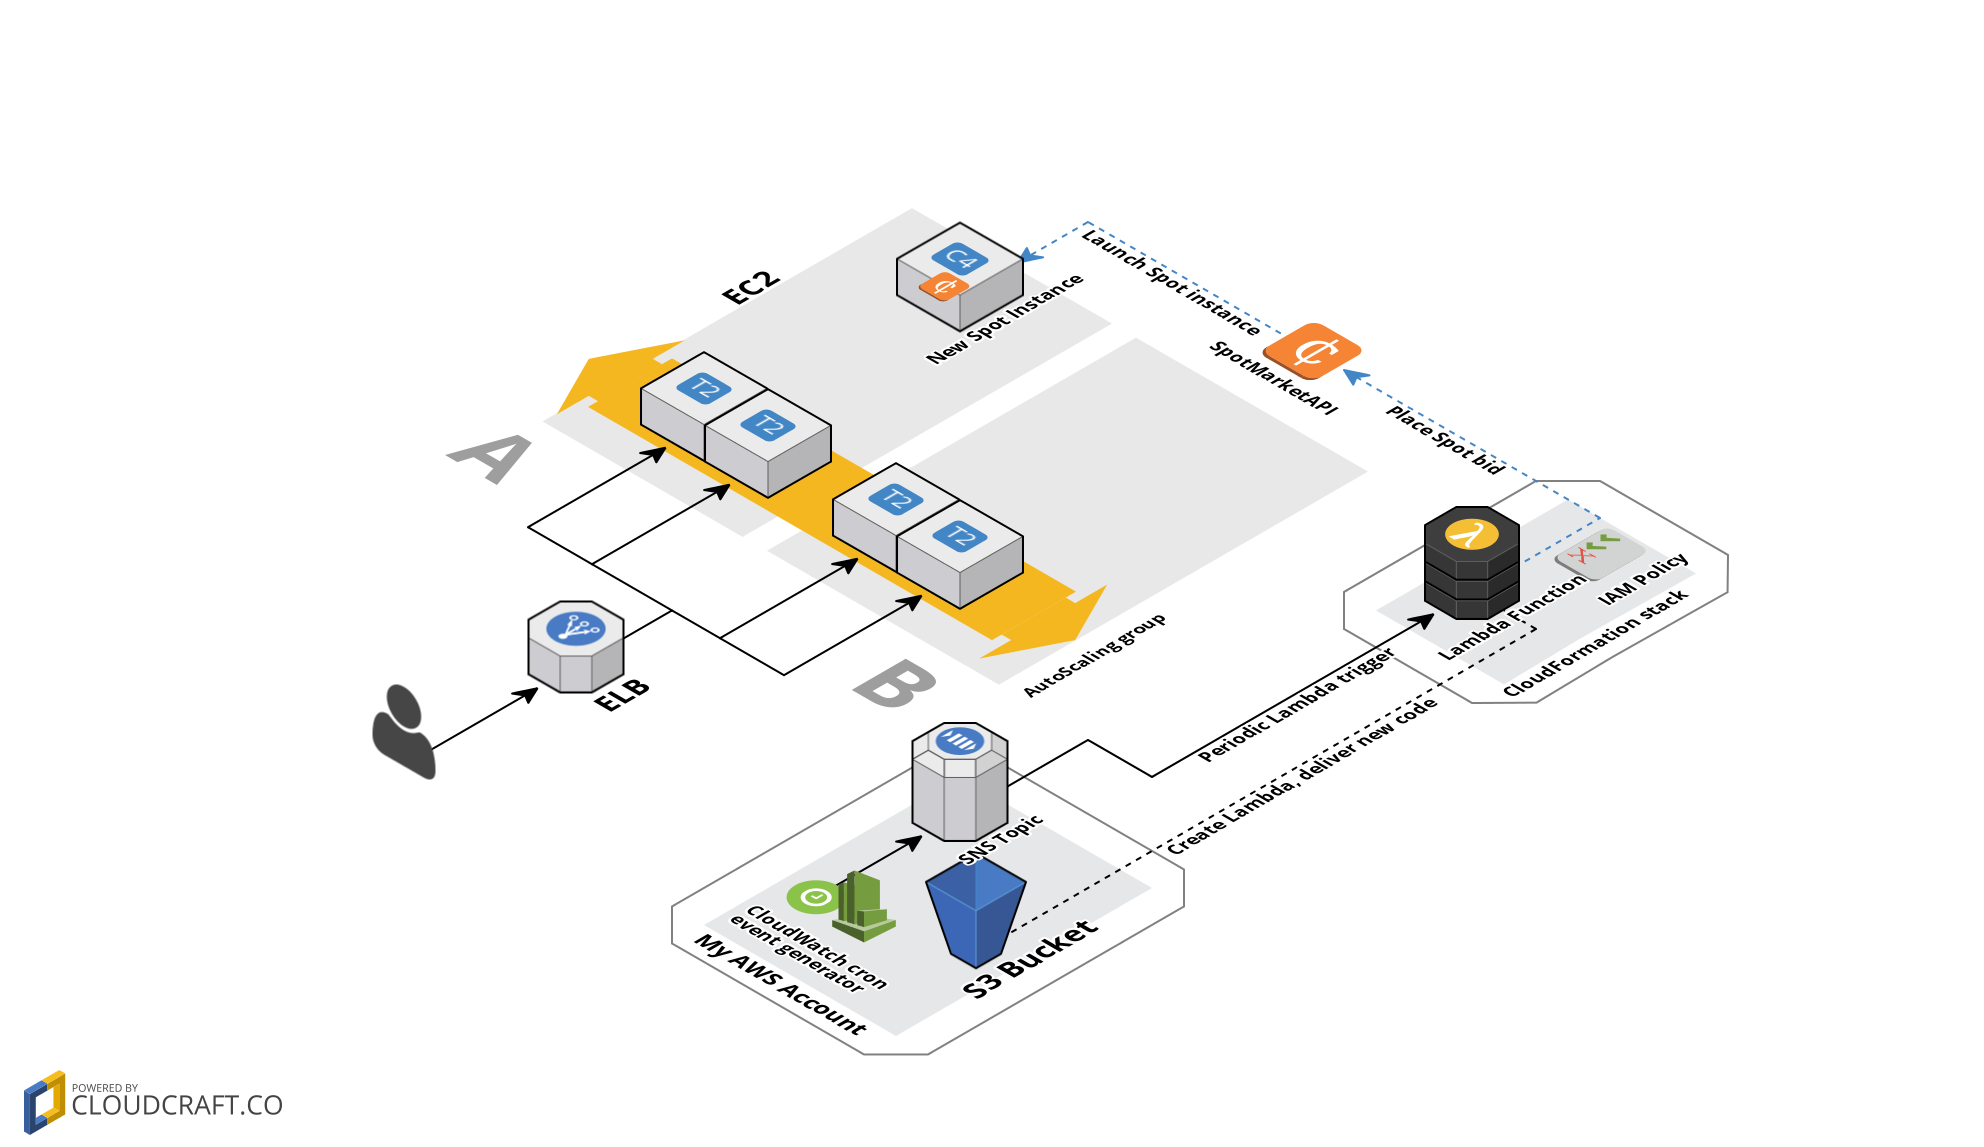 C4
¢
New Spot Instance
EC2
Launch Spot instance
¢
SpotMarketAPI
Place Spot bid
T2
T2
T2
T2
A
B
AutoScaling group
ELB
λ
Lambda Function
IAM Policy
CloudFormation stack
Periodic Lambda trigger
Create Lambda, deliver new code
SNS Topic
CloudWatch cron
event generator
S3 Bucket
My AWS Account
POWERED BY
CLOUDCRAFT.CO